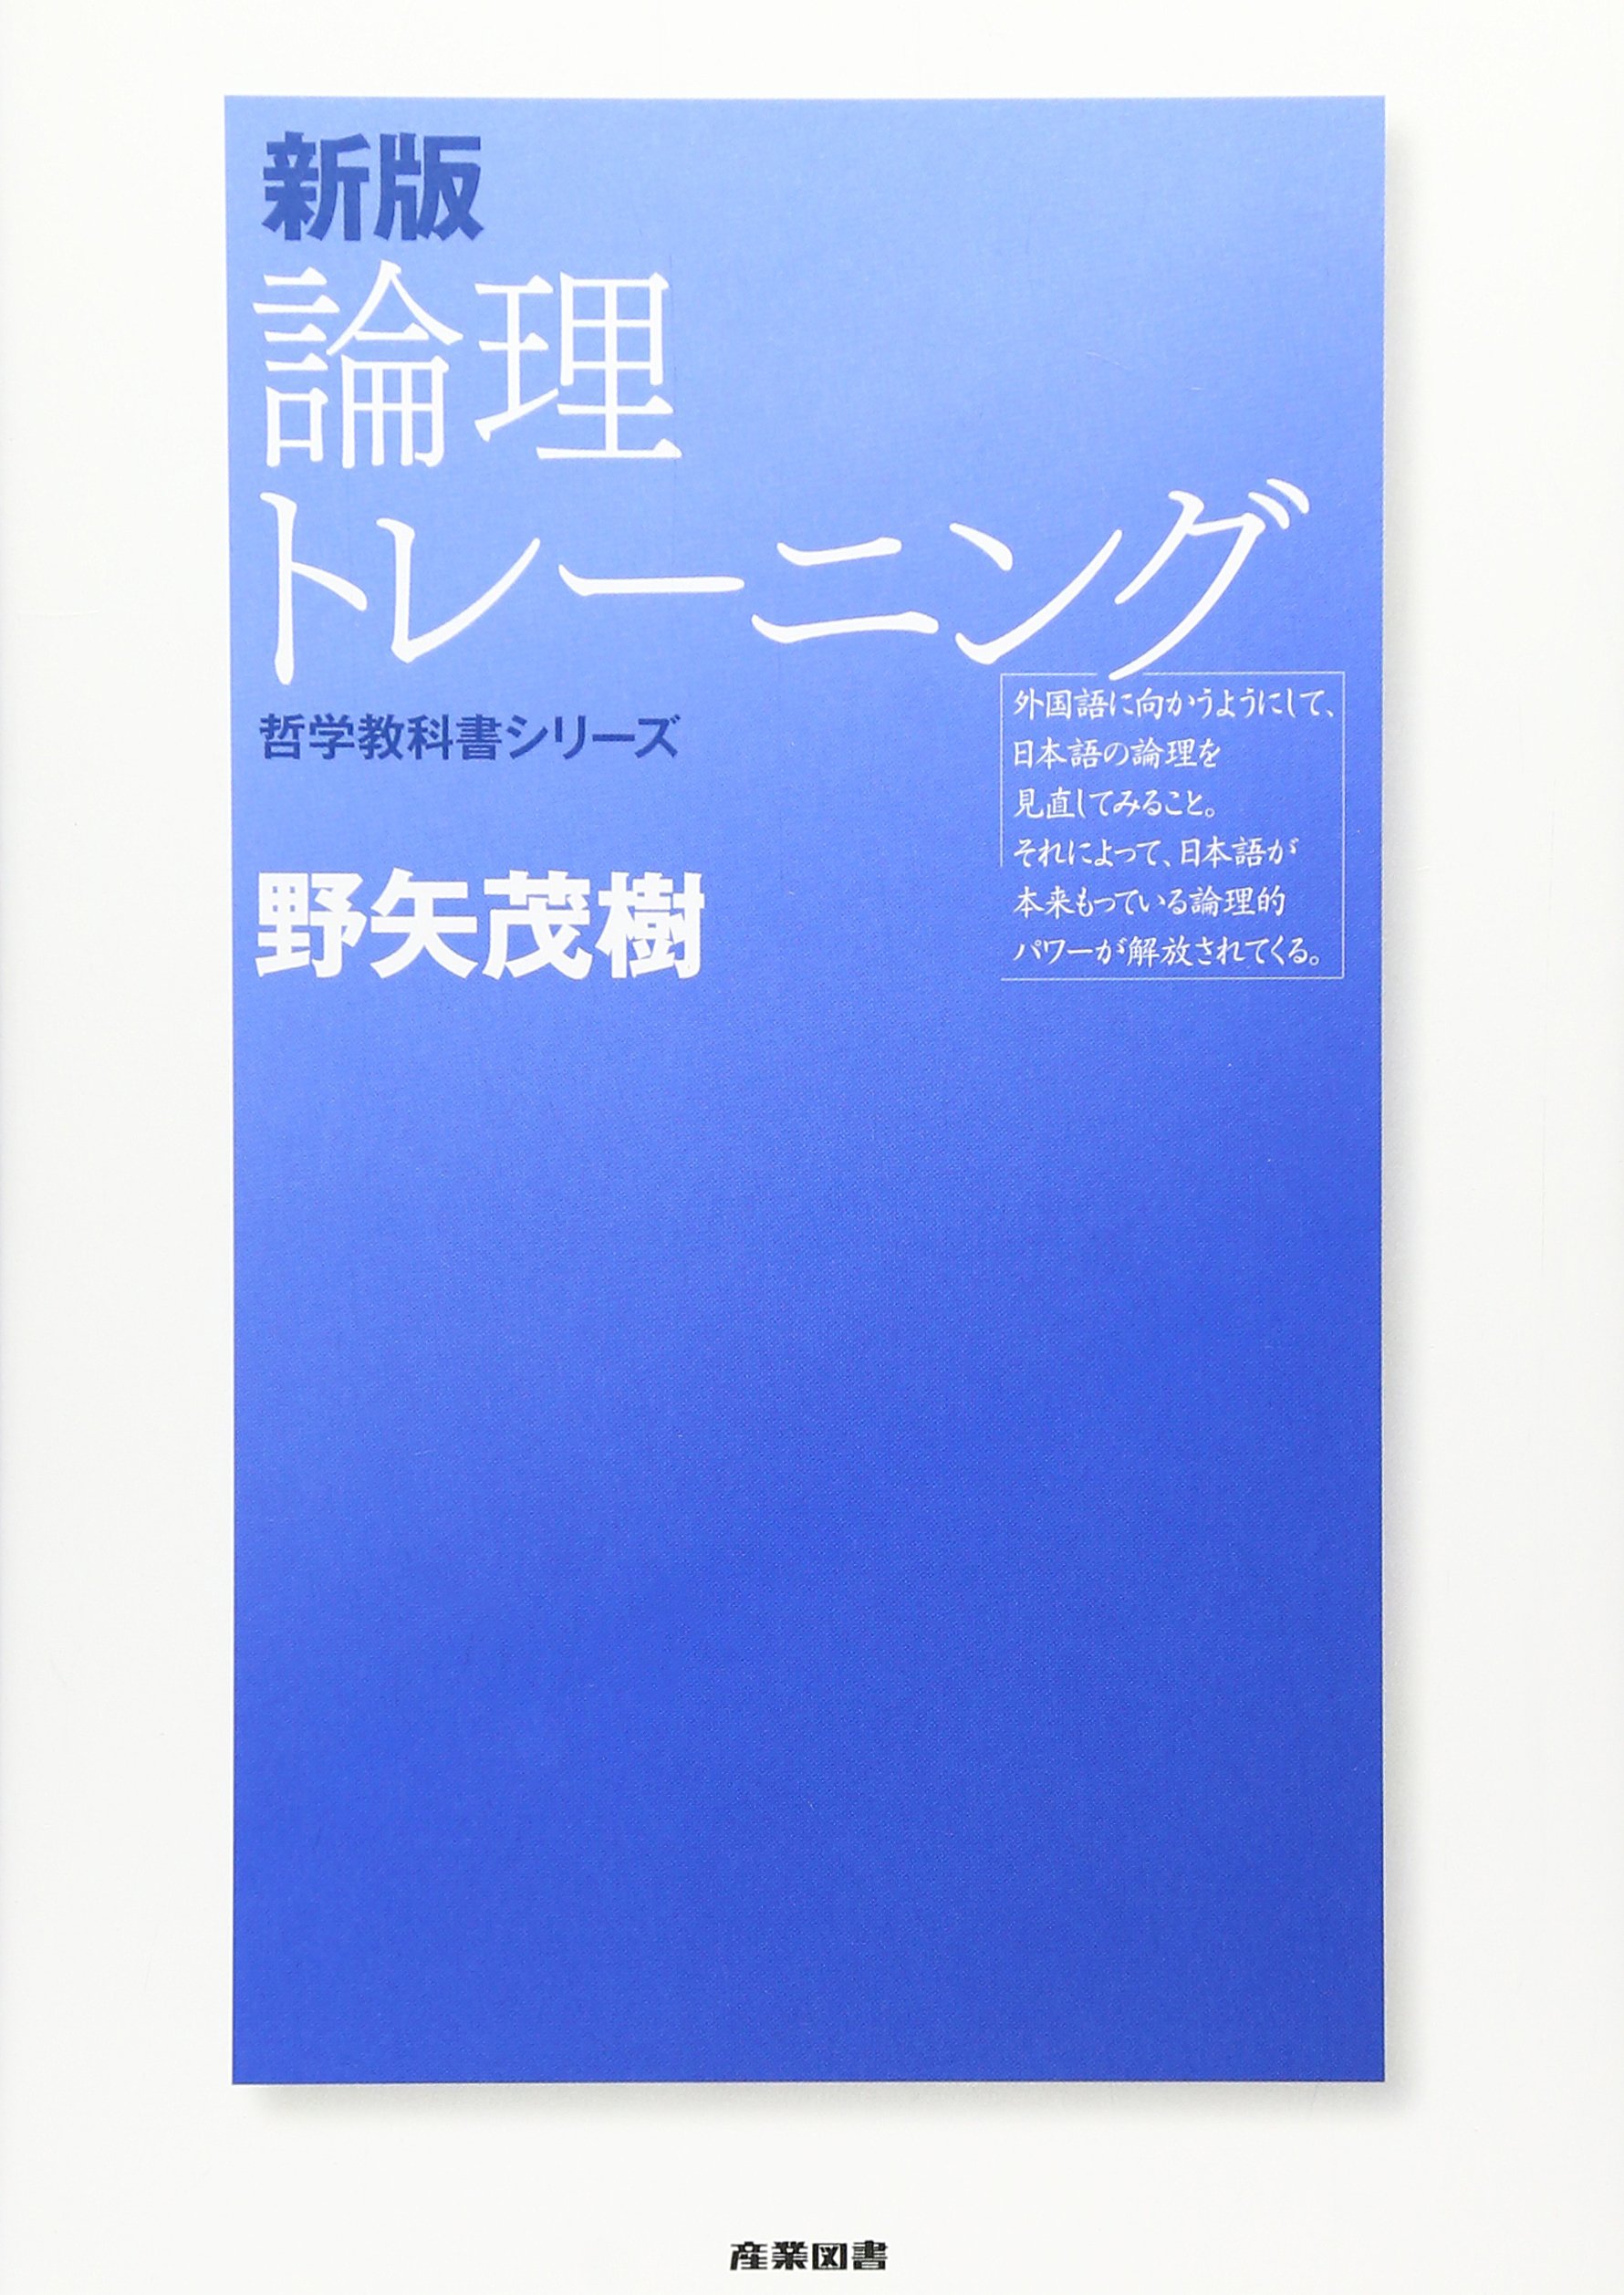 新版
論理
トレーニング
哲学教科書シリーズ
野矢茂樹
外国語に向かうようにして、
日本語の論理を
見直してみること。
それによって、日本語が
本来もっている論理的
パワーが解放されてくる。
産業図書